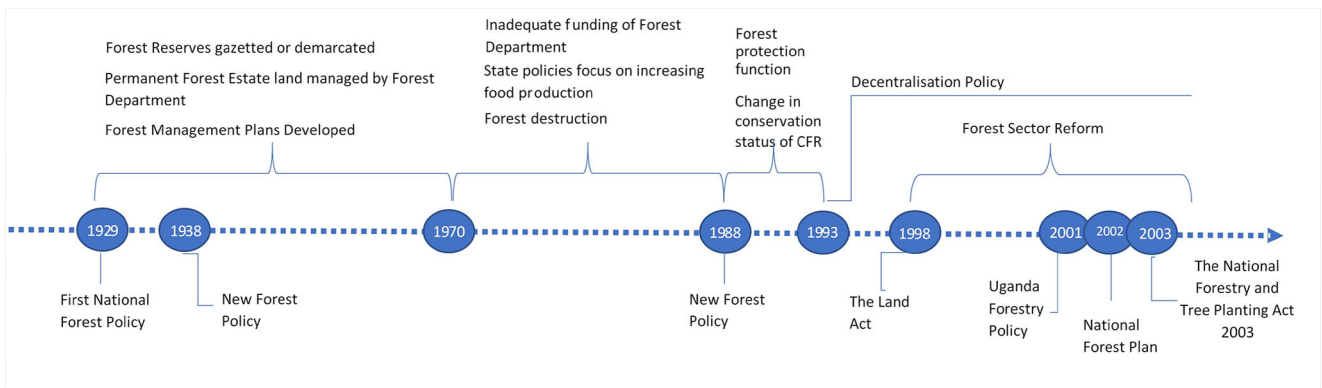 Forest Reserves gazetted or demarcated
Permanent Forest Estate land managed by Forest
Department
Forest Management Plans Developed
Inadequate funding of Forest
Department
State policies focus on increasing
food production
Forest destruction
Forest
protection
function
Change in
conservation
status of CFR
Decentralisation Policy
Forest Sector Reform
1929
1938
1970
1988
1993
1998
2001
2002
2003
First National
Forest Policy
New Forest
Policy
New Forest
Policy
The Land
Act
Uganda
Forestry
Policy
National
Forest Plan
The National
Forestry and
Tree Planting Act
2003